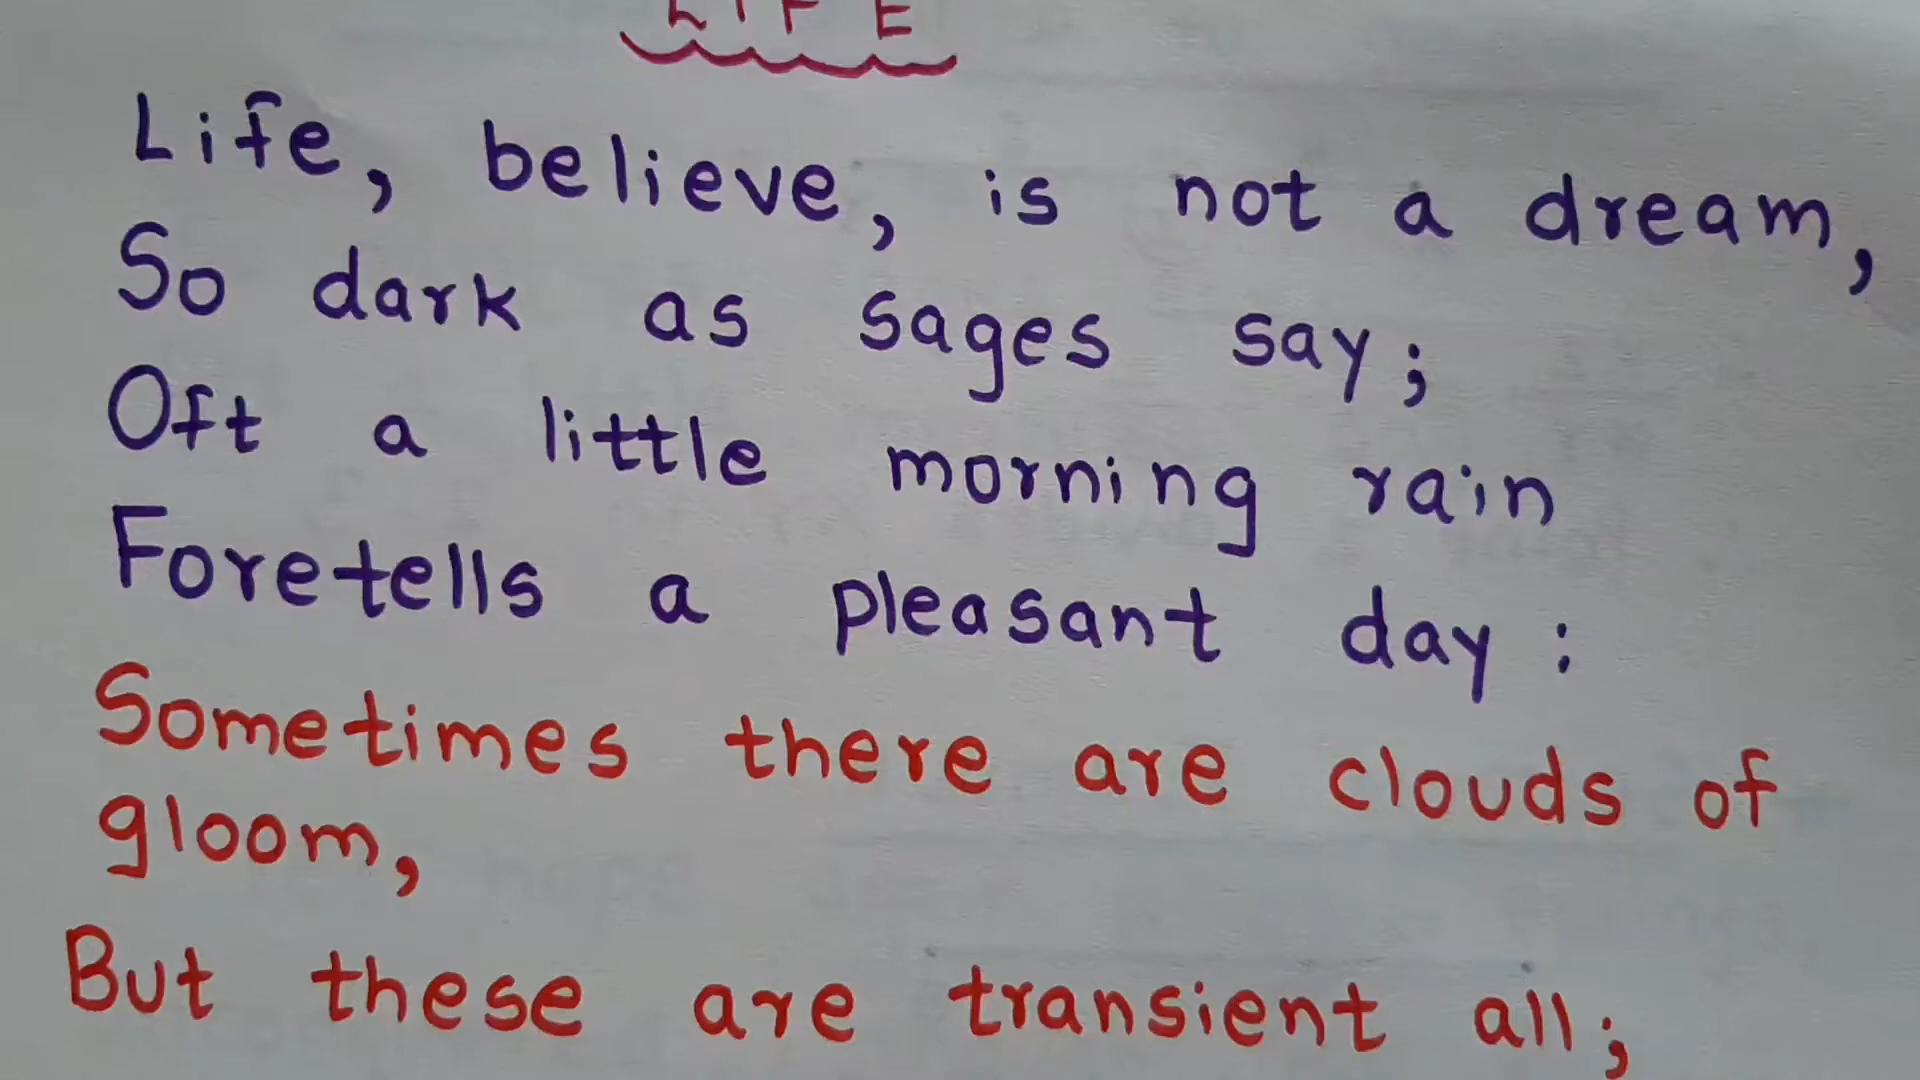 LIFE
Life, believe, is not a dream,
So dark as sages say;
Oft a little morning rain
Foretells a pleasant day:
Sometimes there are clouds of
gloom,
But these are transient all;